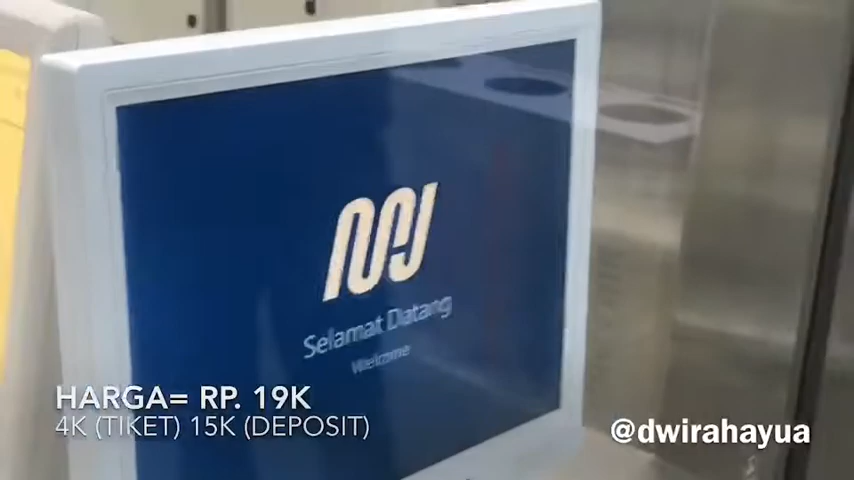 Selamat Datang
Welcome
HARGA= RP. 19K
4K (TIKET) 15K (DEPOSIT)
@dwirahayua